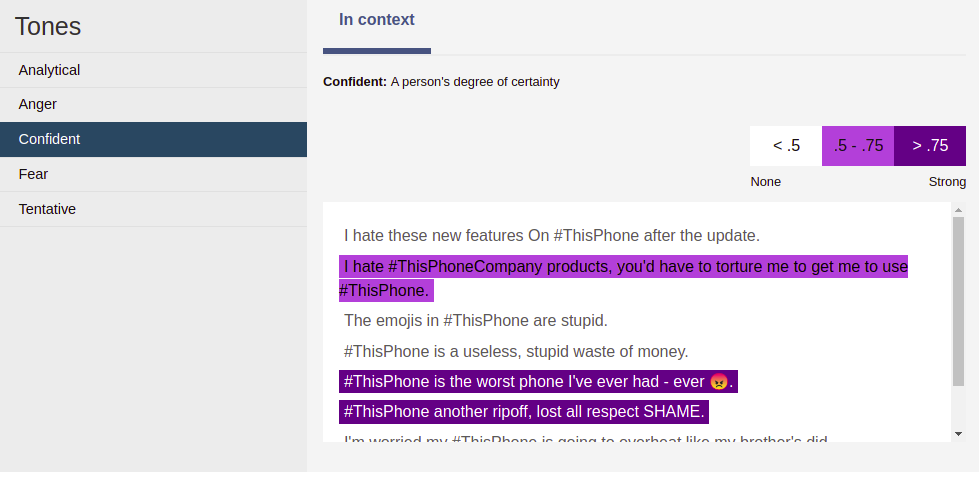 Tones
Analytical
Anger
Confident
Fear
Tentative
In context
Confident: A person's degree of certainty
< .5 .5 - .75 > .75
None Strong
I hate these new features On #ThisPhone after the update.
I hate #ThisPhoneCompany products, you'd have to torture me to get me to use
#ThisPhone.
The emojis in #ThisPhone are stupid.
#ThisPhone is a useless, stupid waste of money.
#ThisPhone is the worst phone I've ever had - ever 😡.
#ThisPhone another ripoff, lost all respect SHAME.
I'm worried my #ThisPhone is going to overheat like my brother's did.